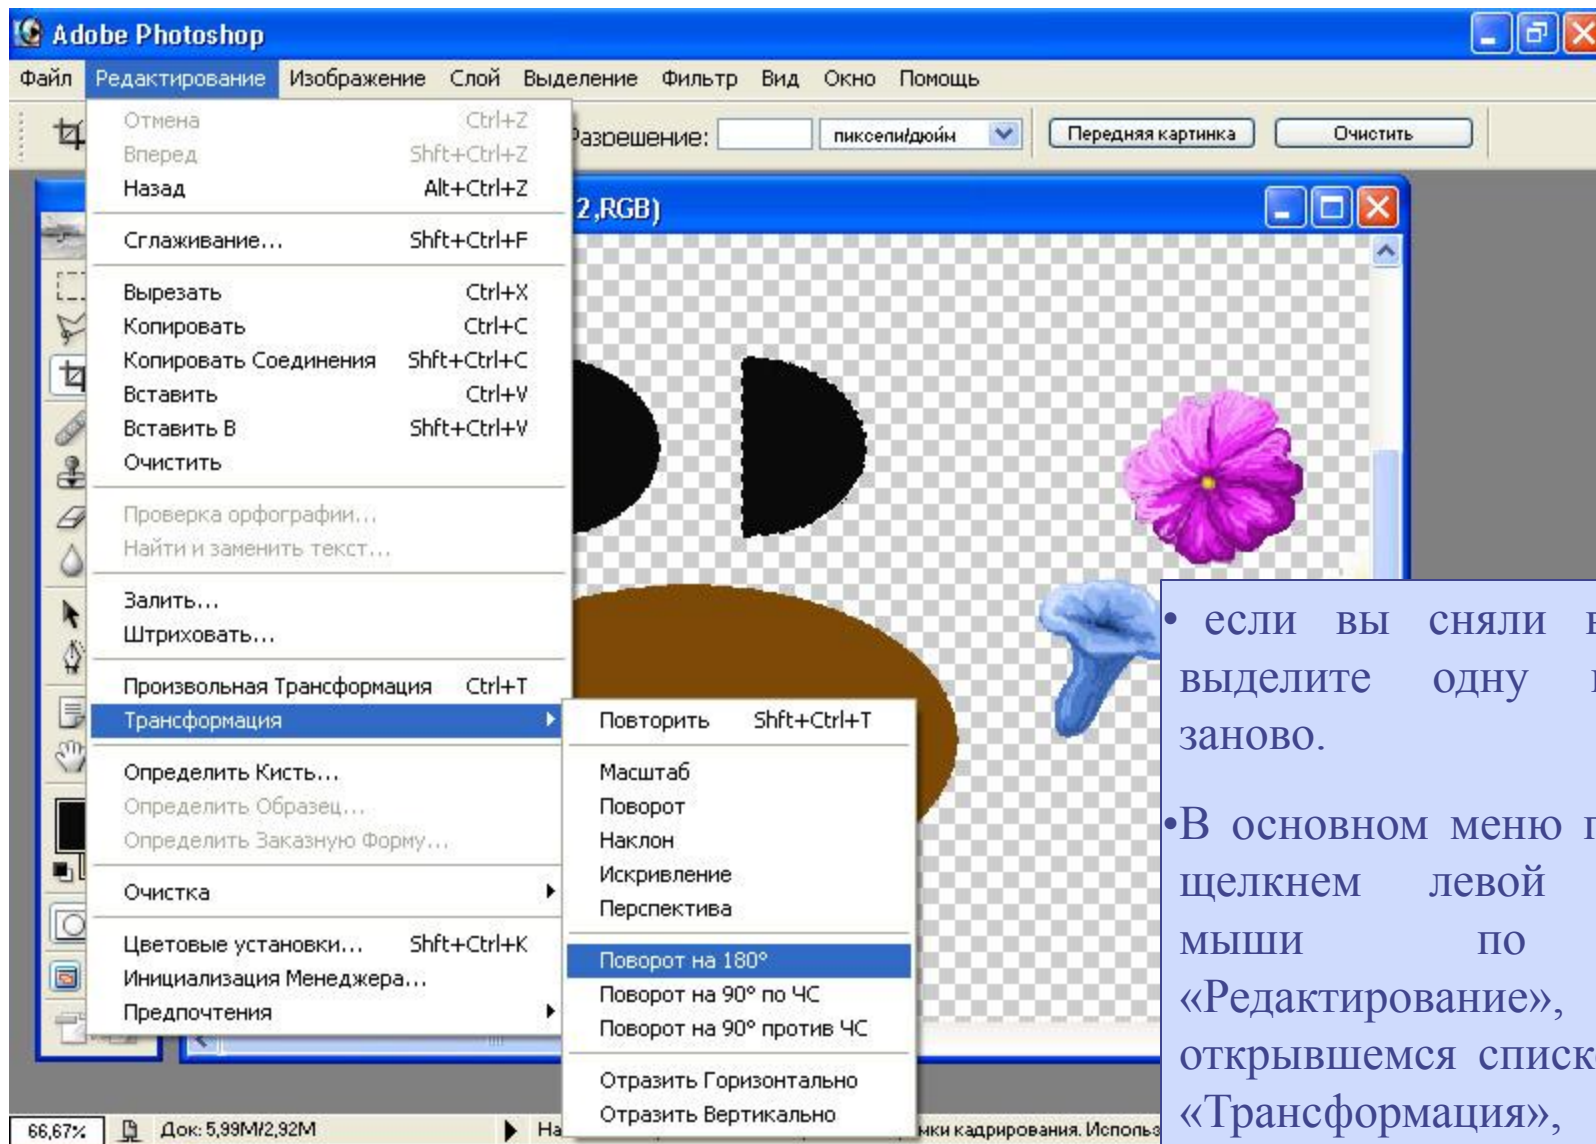 Adobe Photoshop
Файл Редактирование Изображение Слой Выделение Фильтр Вид Окно Помощь
Разрешение: пиксели/дюйм Передняя картинка Очистить
Отмена Ctrl+Z
Вперед Shft+Ctrl+Z
Назад Alt+Ctrl+Z
2,RGB)
Сглаживание... Shft+Ctrl+F
Вырезать Ctrl+X
Копировать Ctrl+C
Копировать Соединения Shft+Ctrl+C
Вставить Ctrl+V
Вставить В Shft+Ctrl+V
Очистить
Проверка орфографии...
Найти и заменить текст...
Залить...
Штриховать...
Произвольная Трансформация Ctrl+T
Трансформация
Определить Кисть...
Определить Образец...
Определить Заказную Форму...
Очистка
Цветовые установки... Shft+Ctrl+K
Инициализация Менеджера...
Предпочтения
Повторить Shft+Ctrl+T
Масштаб
Поворот
Наклон
Искривление
Перспектива
Поворот на 180°
Поворот на 90° по ЧС
Поворот на 90° против ЧС
Отразить Горизонтально
Отразить Вертикально
• если вы сняли
выделите одну
заново.
•В основном меню
щелкнем левой
мыши по
«Редактирование»,
открывшемся
«Трансформация»,
66,67% Док: 5,99M/2,92M На
кадрирования.